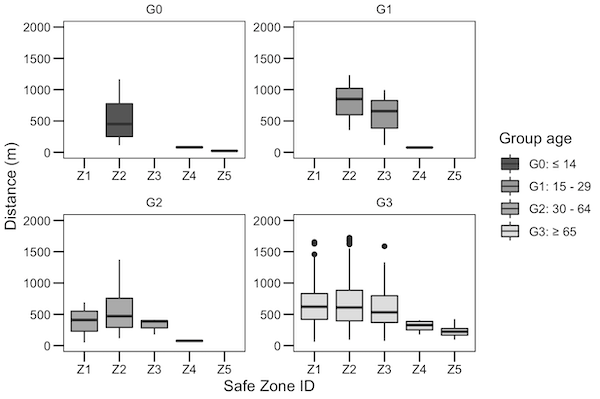 G0
G1
2000
1500
1000
500
0
Z1 Z2 Z3 Z4 Z5
2000
1500
1000
500
0
Z1 Z2 Z3 Z4 Z5
Distance (m)
G2
G3
2000
1500
1000
500
0
Z1 Z2 Z3 Z4 Z5
2000
1500
1000
500
0
Z1 Z2 Z3 Z4 Z5
Safe Zone ID
Group age
G0: ≤ 14
G1: 15 - 29
G2: 30 - 64
G3: ≥ 65